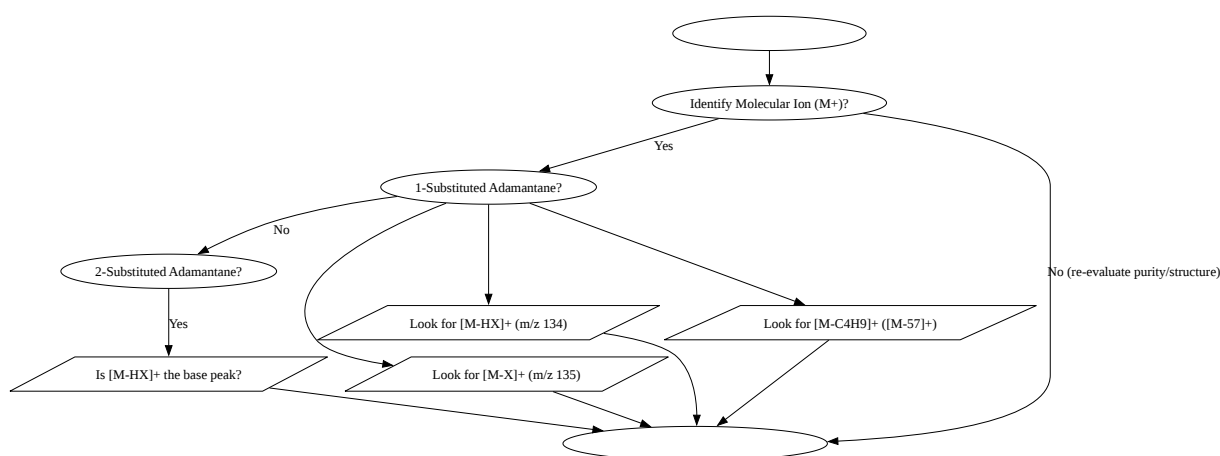 Identify Molecular Ion (M+)?
Yes
1-Substituted Adamantane?
No
2-Substituted Adamantane?
No (re-evaluate purity/structure)
Yes
Look for [M-HX]+ (m/z 134)
Look for [M-C4H9]+ ([M-57]+)
Is [M-HX]+ the base peak?
Look for [M-X]+ (m/z 135)